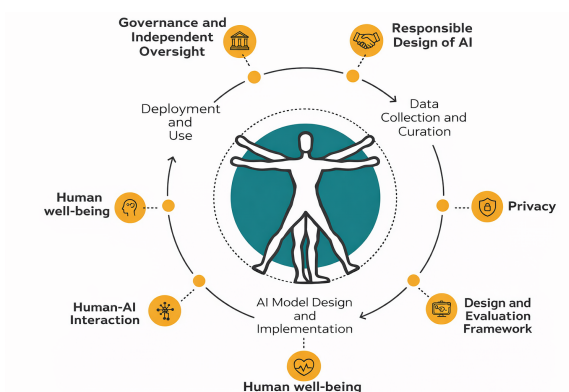 Governance and
Independent
Oversight
Responsible
Design of AI
Deployment
and
Use
Data
Collection and
Curation
Human
well-being
Privacy
Human-AI
Interaction
AI Model Design
and
Implementation
Design and
Evaluation
Framework
Human well-being